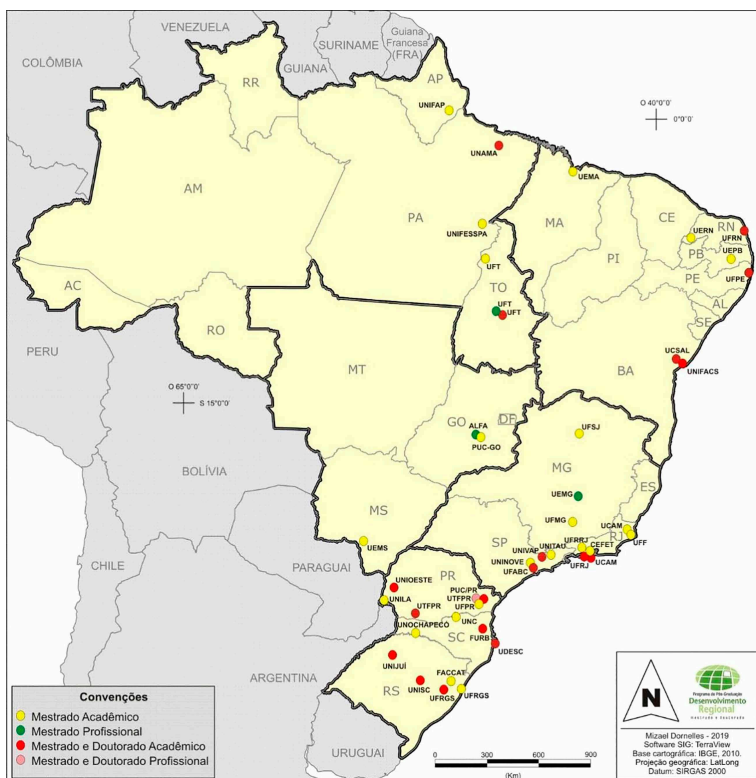 VENEZUELA
COLÔMBIA
GUIANA
SURINAME
Guiana
Francesa
(FRA)
RR
AP
UNIFAP
O 40°0'0'
0°0'0'
UNAMA
UEMA
AM
PA
MA
CE
RN
UERN
UFRN
UNIFESSPA
UEPB
PB
PI
PE
UFPE
UFT
AC
TO
AL
SE
RO
UFT
UFT
PERU
MT
BA
UCSAL
UNIFACS
O 65°0'0'
S 15°0'0'
GO
DF
ALFA
PUC-GO
UFSJ
BOLÍVIA
MG
ES
UEMG
MS
UFMG
UCAM
RJ
UFF
UEMS
SP
UNIVAP
UNITAU
UFRRJ
CEFET
UNINOVE
UFABC
UFRJ
UCAM
CHILE
PARAGUAI
UNIOESTE
PR
PUC/PR
UTFPR
UFPR
UNILA
UTFPR
UNOCHAPECÓ
UNC
SC
FURB
UDESC
UNIJUÍ
FACCAT
UNISC
RS
UFRGS
UFRGS
ARGENTINA
URUGUAI
Convenções
Mestrado Acadêmico
Mestrado Profissional
Mestrado e Doutorado Acadêmico
Mestrado e Doutorado Profissional
0 300 600 900
(Km)
N
Programa de Pós-Graduação
Desenvolvimento
Regional
mestrado e doutorado
Mizael Dornelles - 2019
Software SIG: TerraView
Base cartográfica: IBGE, 2010.
Projeção geográfica: LatLong
Datum: SIRGAS 2000